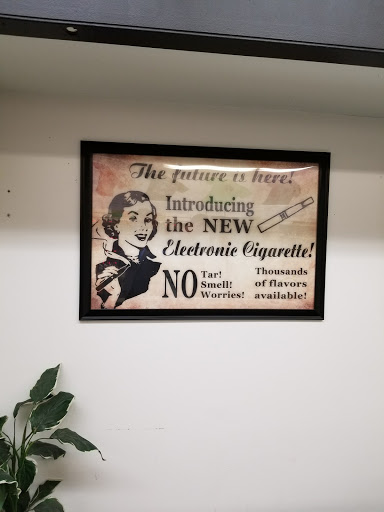 The future is here!
Introducing
the NEW
Electronic Cigarette!
NO Tar!
Smell!
Worries!
Thousands
of flavors
available!